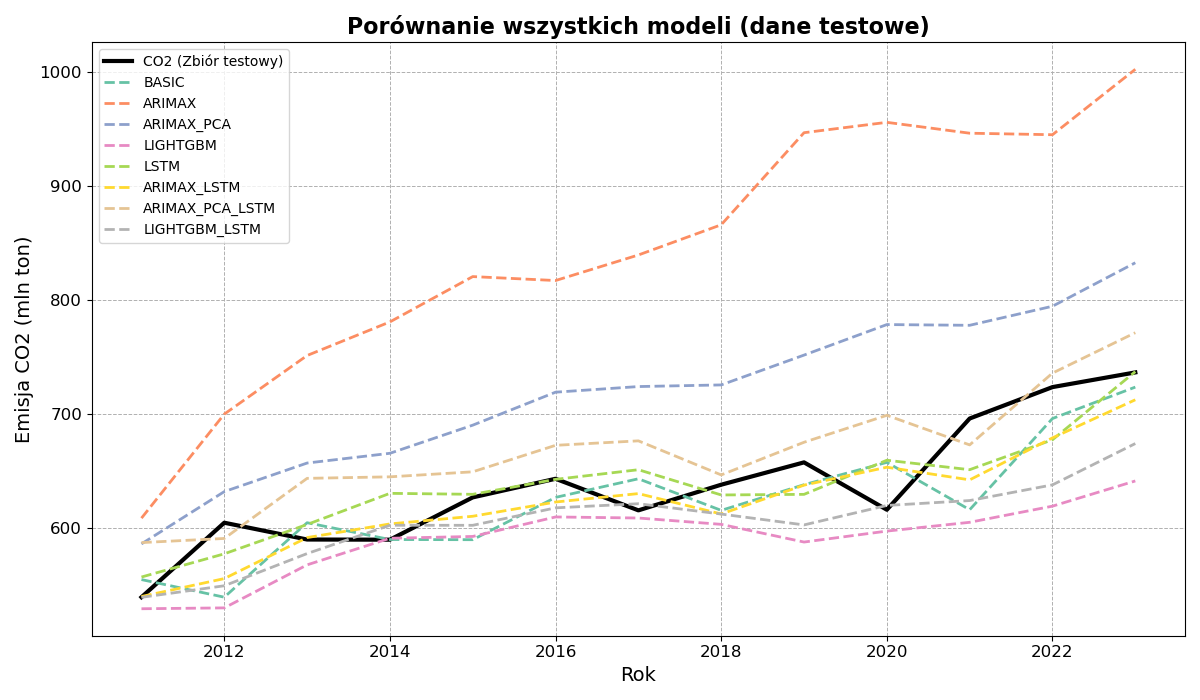 Porównanie wszystkich modeli (dane testowe)
1000
900
800
700
600
Emisja CO2 (mln ton)
CO2 (Zbiór testowy)
BASIC
ARIMAX
ARIMAX_PCA
LIGHTGBM
LSTM
ARIMAX_LSTM
ARIMAX_PCA_LSTM
LIGHTGBM_LSTM
2012
2014
2016
2018
2020
2022
Rok